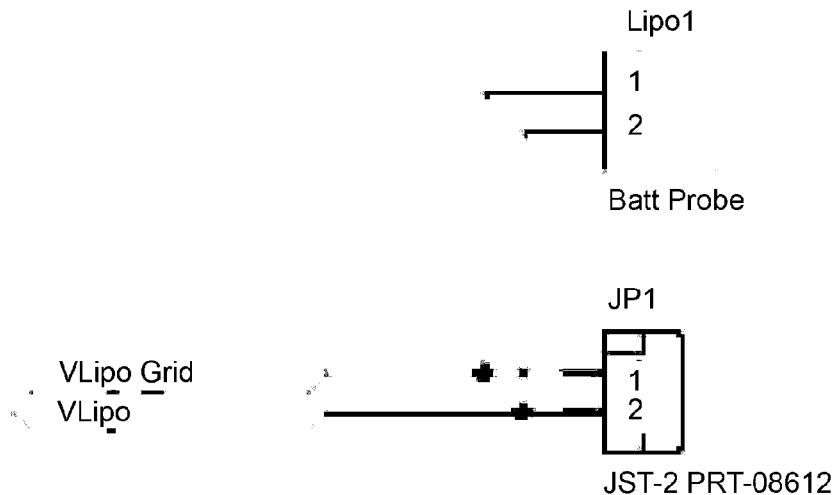 Lipo1
1
2
Batt Probe
JP1
VLipo Grid
1
VLipo
2
JST-2 PRT-08612